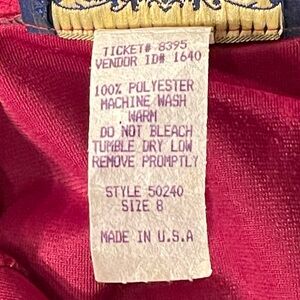 TICKET# 8395
VENDOR ID# 1640
100% POLYESTER
MACHINE WASH
WARM
DO NOT BLEACH
TUMBLE DRY LOW
REMOVE PROMPTLY
STYLE 50240
SIZE 8
MADE IN U.S.A